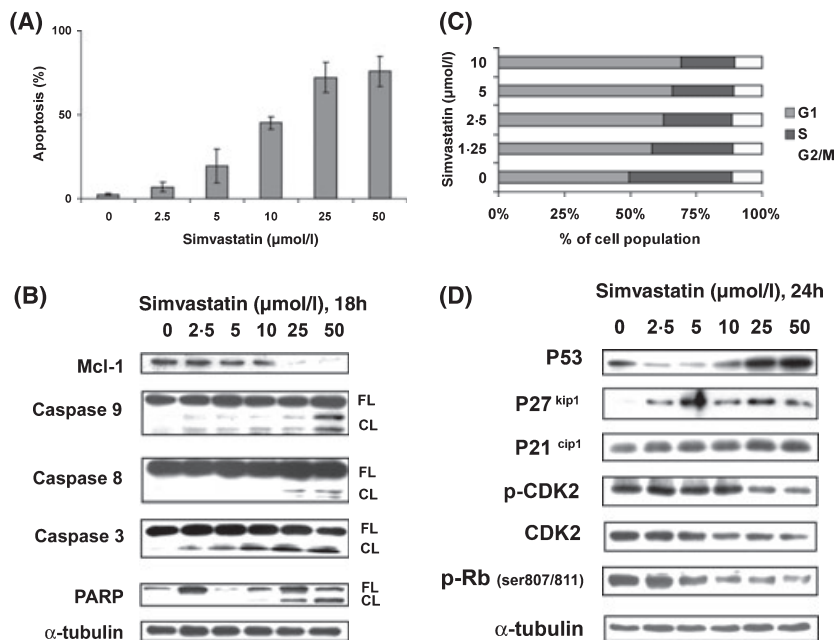 (A)
100
50
0
Apoptosis (%)
0 2.5 5 10 25 50
Simvastatin (µmol/l)
(C)
Simvastatin (µmol/l)
10
5
2·5
1·25
0
0% 25% 50% 75% 100%
% of cell population
G1
S
G2/M
(B)
Simvastatin (µmol/l), 18h
0 2·5 5 10 25 50
Mcl-1
Caspase 9 FL
CL
Caspase 8 FL
CL
Caspase 3 FL
CL
PARP FL
CL
α-tubulin
(D)
Simvastatin (µmol/l), 24h
0 2·5 5 10 25 50
P53
P27 kip1
P21 cip1
p-CDK2
CDK2
p-Rb (ser807/811)
α-tubulin